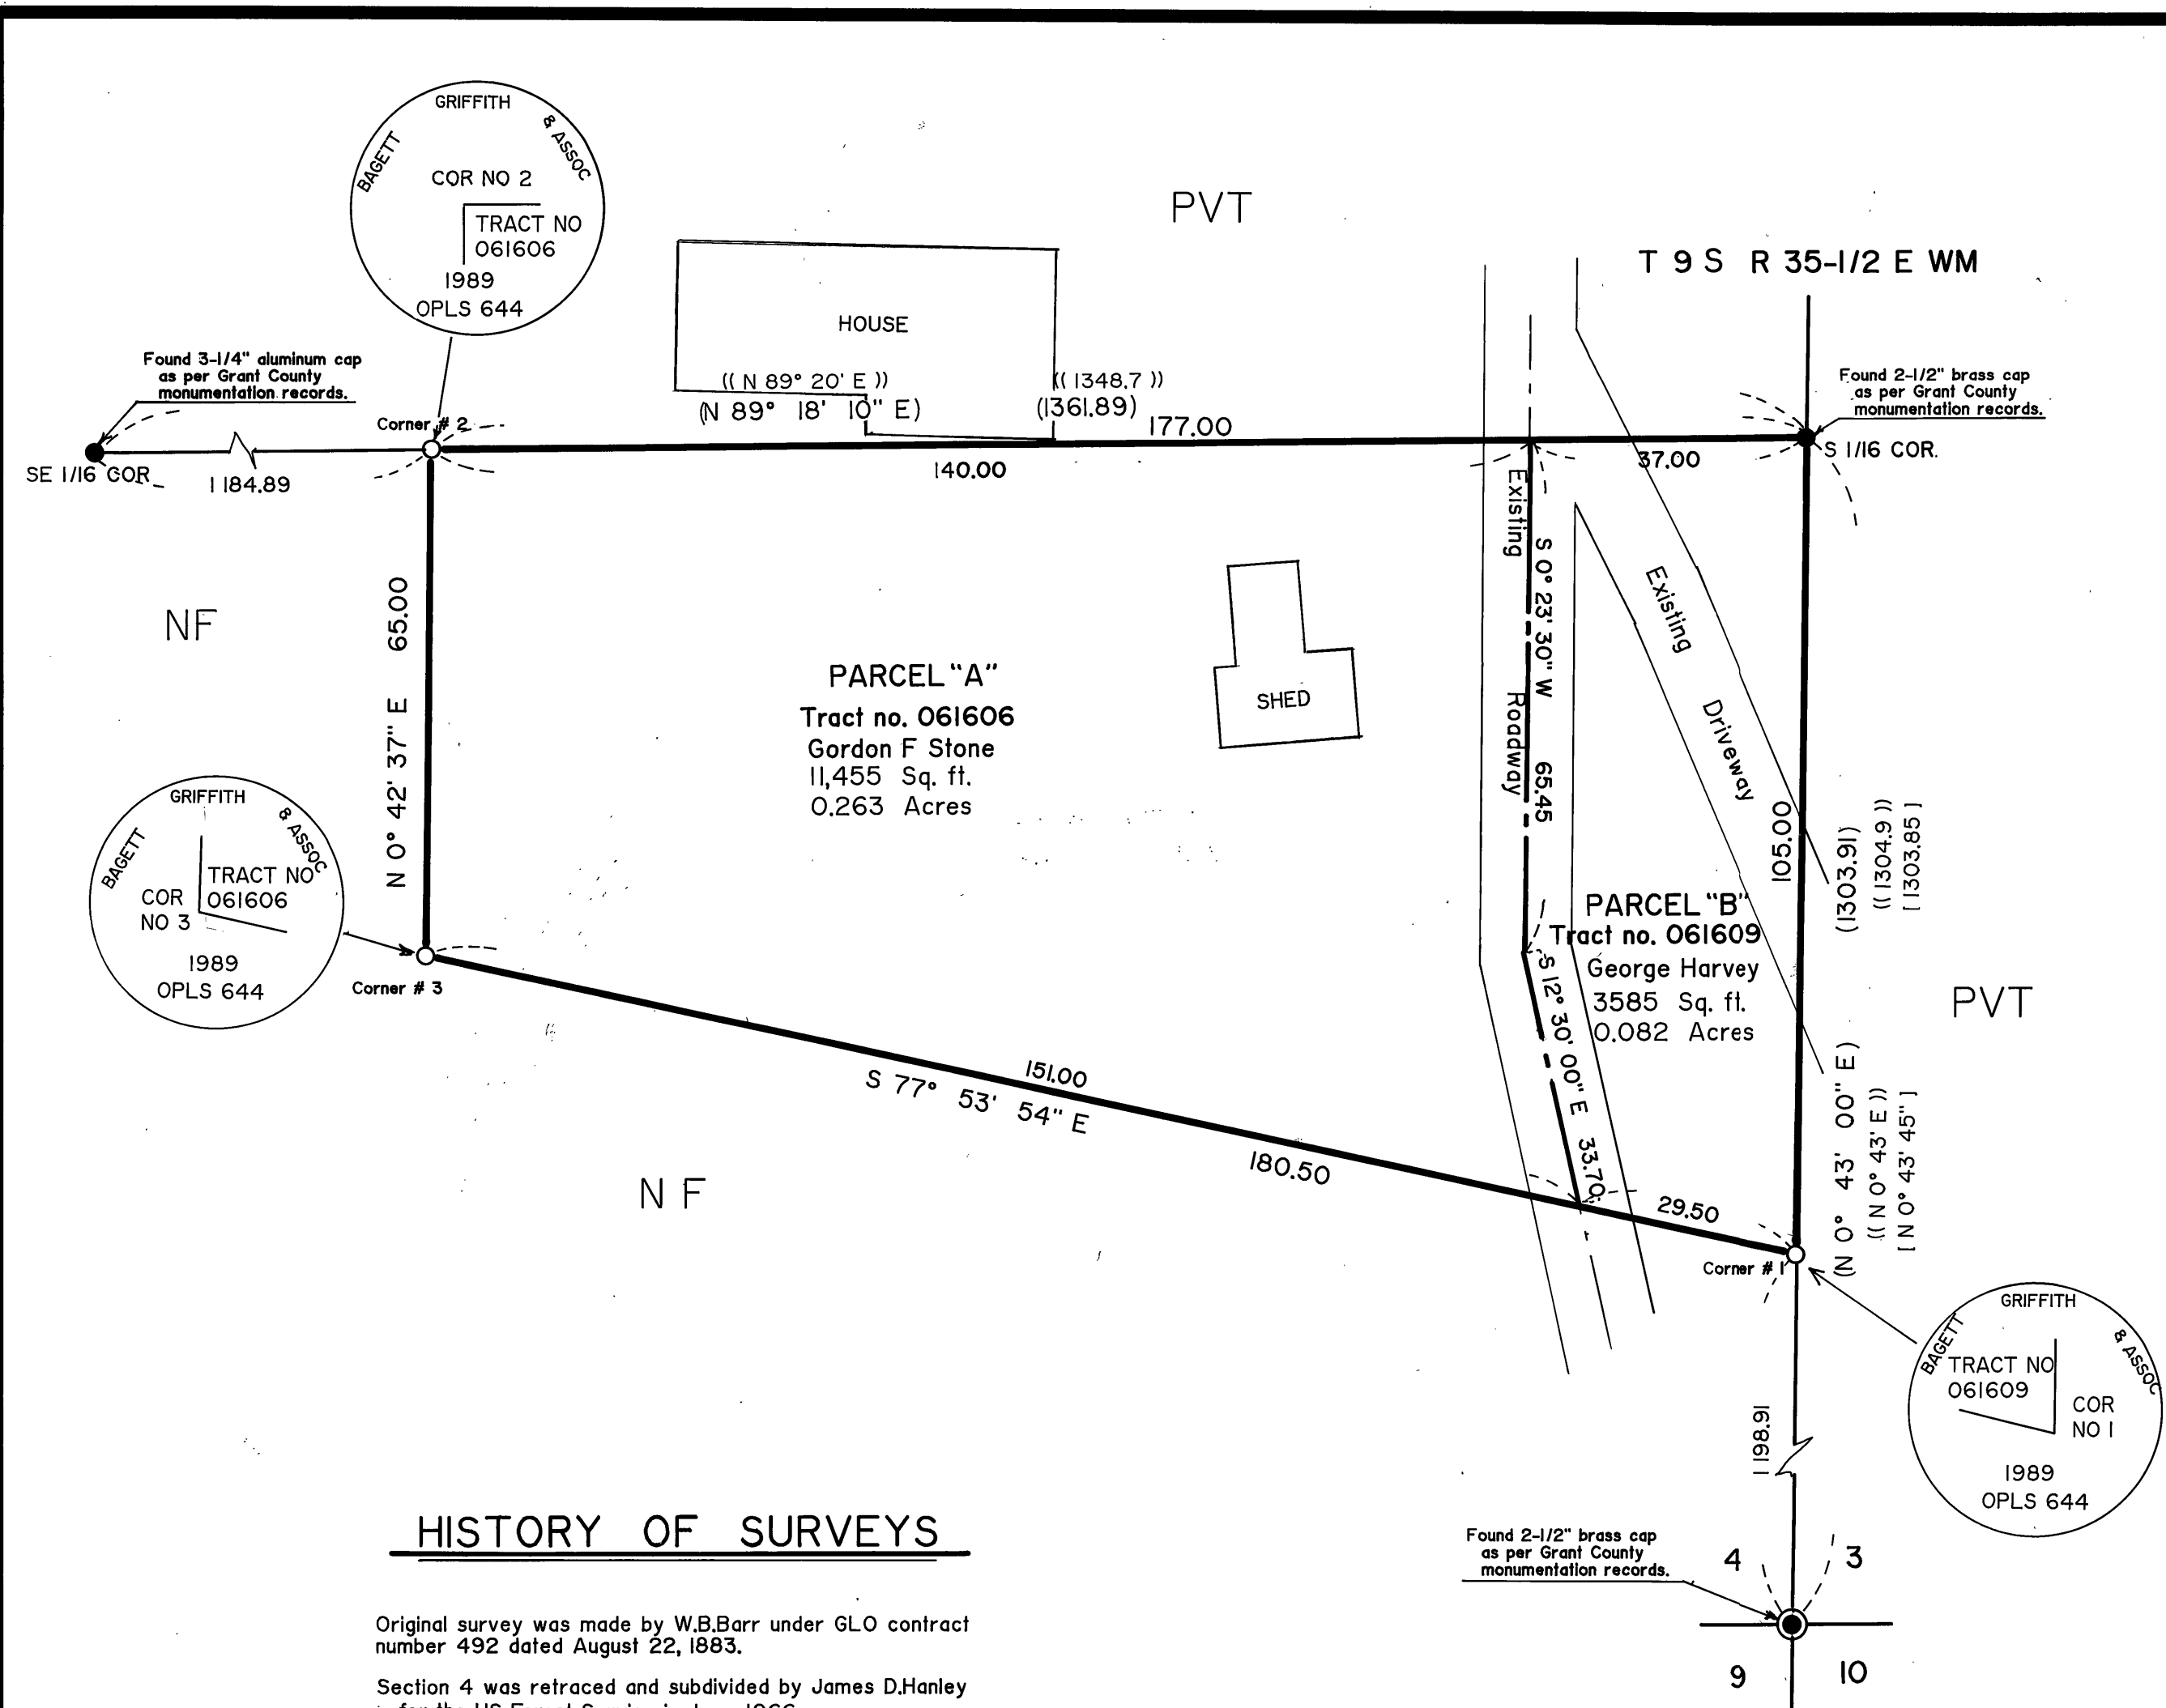 GRIFFITH
BAGETT
& ASSOC
COR NO 2
TRACT NO
061606
1989
OPLS 644
PVT
T 9 S R 35-1/2 E WM
HOUSE
Found 3-1/4" aluminum cap
as per Grant County
monumentation records.
(( N 89° 20' E )) (( 1348.7 ))
(N 89° 18' 10" E) (1361.89)
177.00
Found 2-1/2" brass cap
as per Grant County
monumentation records.
Corner # 2
SE 1/16 COR
1184.89
140.00
37.00
S 1/16 COR.
NF
N 0° 42' 37" E 65.00
Existing
Roadway
S 0° 23' 30" W 65.45
Existing
Driveway
SHED
PARCEL "A"
Tract no. 061606
Gordon F Stone
11,455 Sq. ft.
0.263 Acres
105.00
(1303.91)
(( 1304.9 ))
[ 1303.85 ]
GRIFFITH
BAGETT
& ASSOC
TRACT NO
061606
COR
NO 3
1989
OPLS 644
Corner # 3
PARCEL "B"
Tract no. 061609
George Harvey
3585 Sq. ft.
0.082 Acres
S 12° 30' 00" E 33.70
PVT
(N 0° 43' 00" E)
(( N 0° 43' E ))
[ N 0° 43' 45" ]
151.00
S 77° 53' 54" E
180.50
29.50
N F
Corner # 1
GRIFFITH
BAGETT
& ASSOC
TRACT NO
061609
COR
NO 1
1989
OPLS 644
1198.91
HISTORY OF SURVEYS
Found 2-1/2" brass cap
as per Grant County
monumentation records.
4 3
9 10
Original survey was made by W.B.Barr under GLO contract
number 492 dated August 22, 1883.
Section 4 was retraced and subdivided by James D.Hanley
for the US Forest Service in 1966